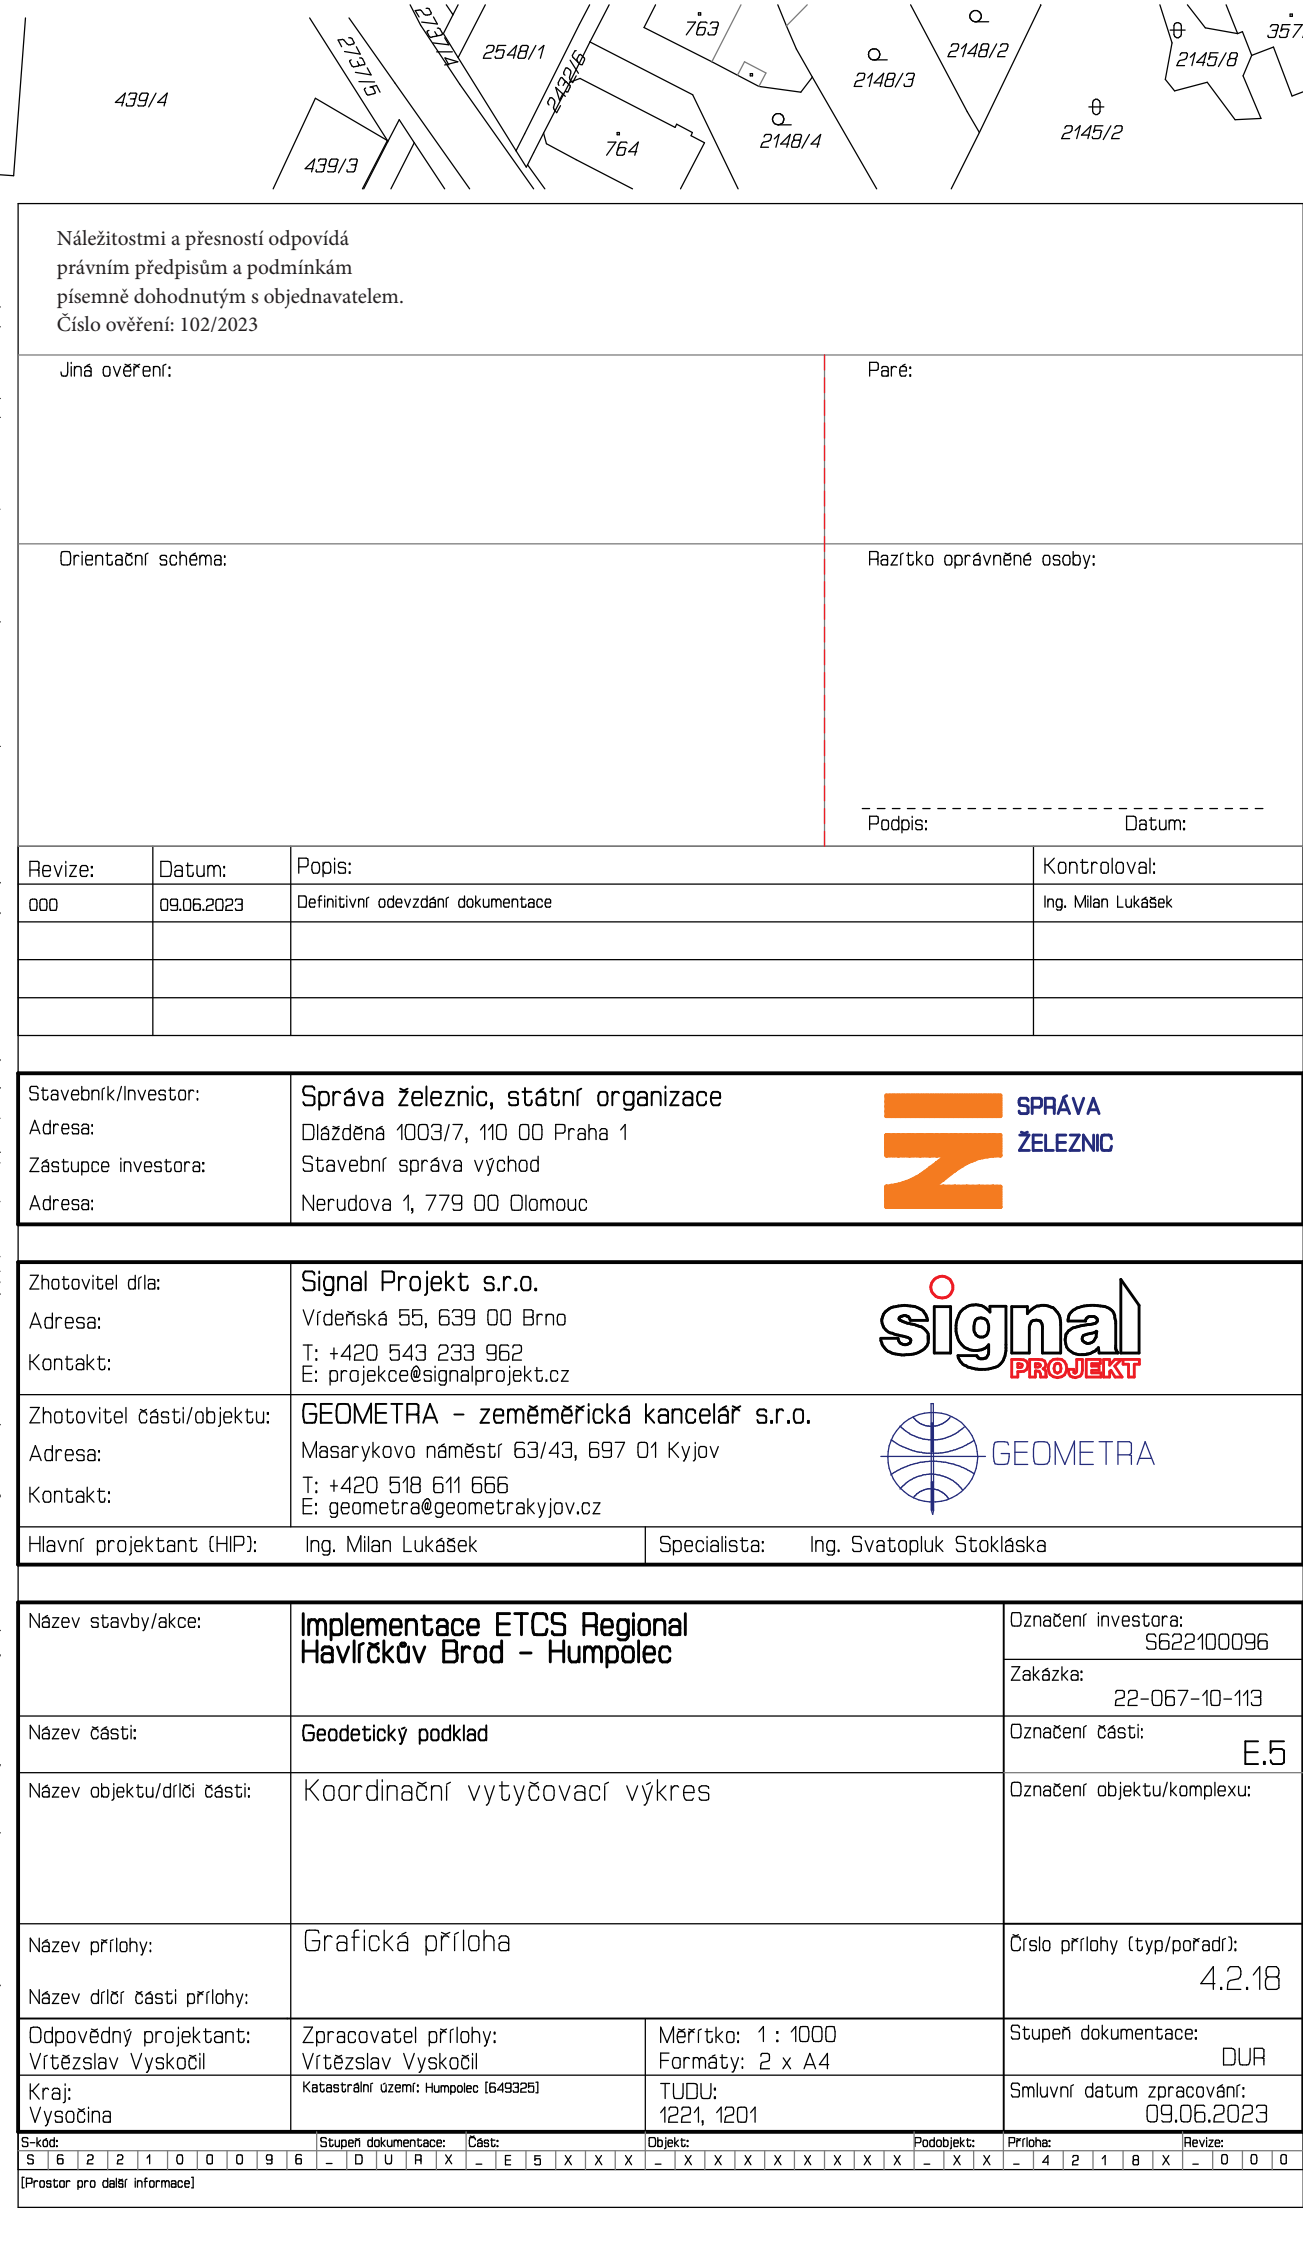 2737/5
2737/4
2548/1
2432/6
763
2148/2
357
2145/8
439/4
2148/3
2145/2
439/3
764
2148/4
Náležitostmi a přesností odpovídá
právním předpisům a podmínkám
písemně dohodnutým s objednavatelem.
Číslo ověření: 102/2023
Jiná ověření:
Paré:
Orientační schéma:
Razítko oprávněné osoby:
Podpis: Datum:
Revize: Datum: Popis: Kontroloval:
000 09.06.2023 Definitivní odevzdání dokumentace Ing. Milan Lukášek
Stavebník/Investor: Správa železnic, státní organizace
Adresa: Dlážděná 1003/7, 110 00 Praha 1
Zástupce investora: Stavební správa východ
Adresa: Nerudova 1, 779 00 Olomouc
SPRÁVA
ŽELEZNIC
Zhotovitel díla: Signal Projekt s.r.o.
Adresa: Vídeňská 55, 639 00 Brno
Kontakt: T: +420 543 233 962
E: projekce@signalprojekt.cz
signal
PROJEKT
Zhotovitel části/objektu: GEOMETRA - zeměměřická kancelář s.r.o.
Adresa: Masarykovo náměstí 63/43, 697 01 Kyjov
Kontakt: T: +420 518 611 666
E: geometra@geometrakyjov.cz
GEOMETRA
Hlavní projektant (HIP): Ing. Milan Lukášek Specialista: Ing. Svatopluk Stokláska
Název stavby/akce: Implementace ETCS Regional
Havlíčkův Brod - Humpolec
Označení investora:
S622100096
Zakázka:
22-067-10-113
Název části: Geodetický podklad
Označení části:
E.5
Název objektu/dílčí části: Koordinační vytyčovací výkres
Označení objektu/komplexu:
Název přílohy: Grafická příloha
Číslo přílohy (typ/pořadí):
4.2.18
Název dílčí části přílohy:
Odpovědný projektant: Zpracovatel přílohy: Měřítko: 1 : 1000 Stupeň dokumentace:
Vítězslav Vyskočil Vítězslav Vyskočil Formáty: 2 x A4 DUR
Kraj: Katastrální území: Humpolec [649325] TUDU: Smluvní datum zpracování:
Vysočina 1221, 1201 09.06.2023
S-kód: Stupeň dokumentace: Část: Objekt: Podobjekt: Příloha: Revize:
S 6 2 2 1 0 0 0 9 6 _ D U R X _ E 5 X X X _ X X X X X X X X _ X X _ 4 2 1 8 X _ 0 0 0
[Prostor pro další informace]